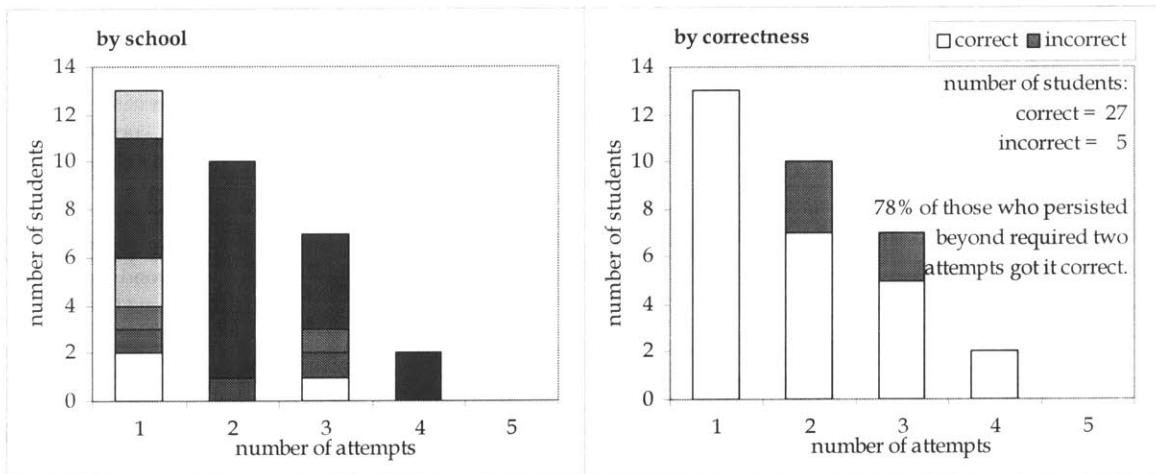 by school
14
12
10
8
6
4
2
0
number of students
1 2 3 4 5
number of attempts
by correctness
correct incorrect
14
12
10
8
6
4
2
0
number of students
number of students:
correct = 27
incorrect = 5
78% of those who persisted
beyond required two
attempts got it correct.
1 2 3 4 5
number of attempts